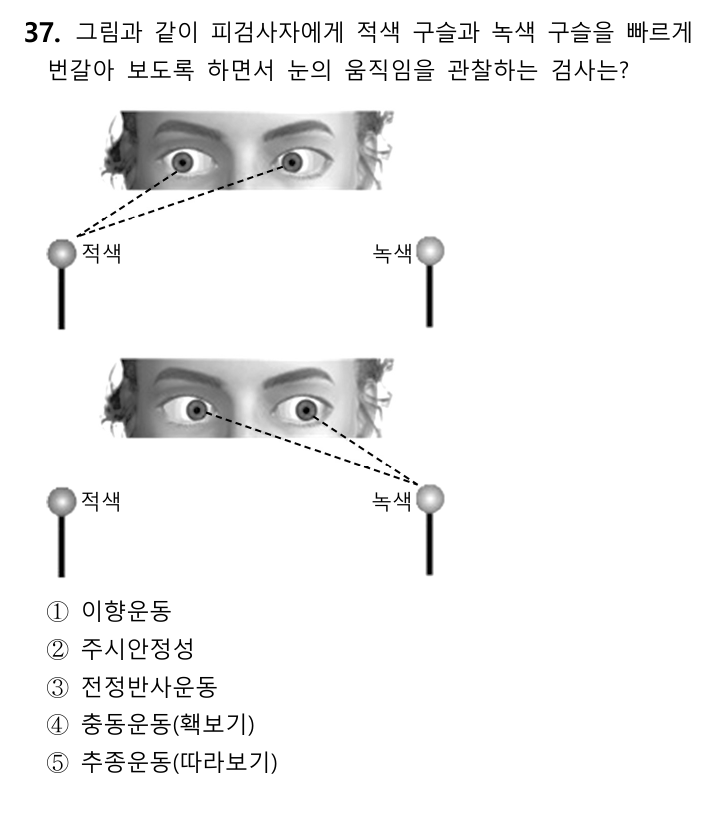 37. 그림과 같이 피검사자에게 적색 구슬과 녹색 구슬을 빠르게
번갈아 보도록 하면서 눈의 움직임을 관찰하는 검사는?
적색
녹색
적색
녹색
① 이향운동
② 주시안정성
③ 전정반사운동
④ 충동운동(홱보기)
⑤ 추종운동(따라보기)